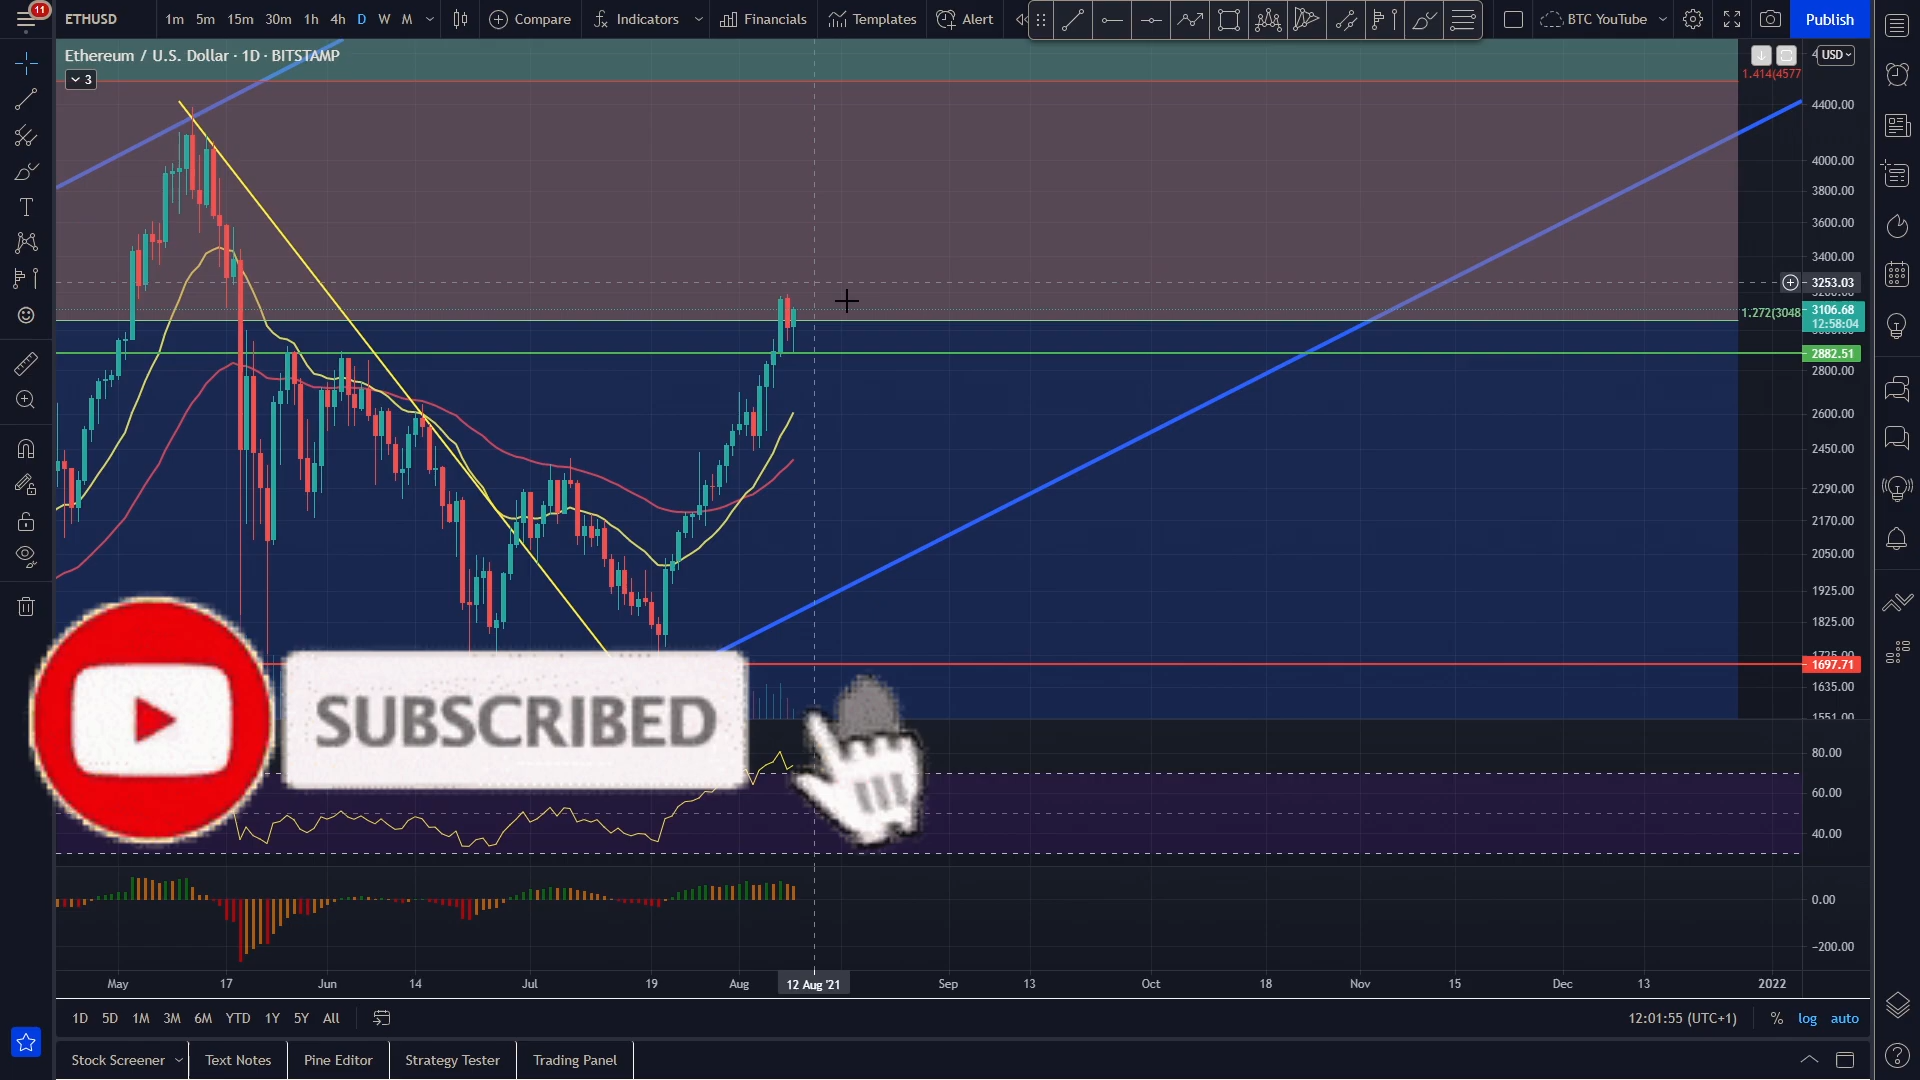 11
ETHUSD
1m 5m 15m 30m 1h 4h D W M
Compare
Indicators
Financials
Templates
Alert
BTC YouTube
Publish
Ethereum / U.S. Dollar · 1D · BITSTAMP
3
USD
1.414(4577
4400.00
4000.00
3800.00
3600.00
3400.00
3253.03
1.272(3048
3106.68
12:58:04
2882.51
2800.00
2600.00
2450.00
2290.00
2170.00
2050.00
1925.00
1825.00
1697.71
1635.00
1551.00
SUBSCRIBED
80.00
60.00
40.00
0.00
−200.00
May 17 Jun 14 Jul 19 Aug 12 Aug '21 Sep 13 Oct 18 Nov 15 Dec 13 2022
1D 5D 1M 3M 6M YTD 1Y 5Y All
12:01:55 (UTC+1) % log auto
Stock Screener Text Notes Pine Editor Strategy Tester Trading Panel